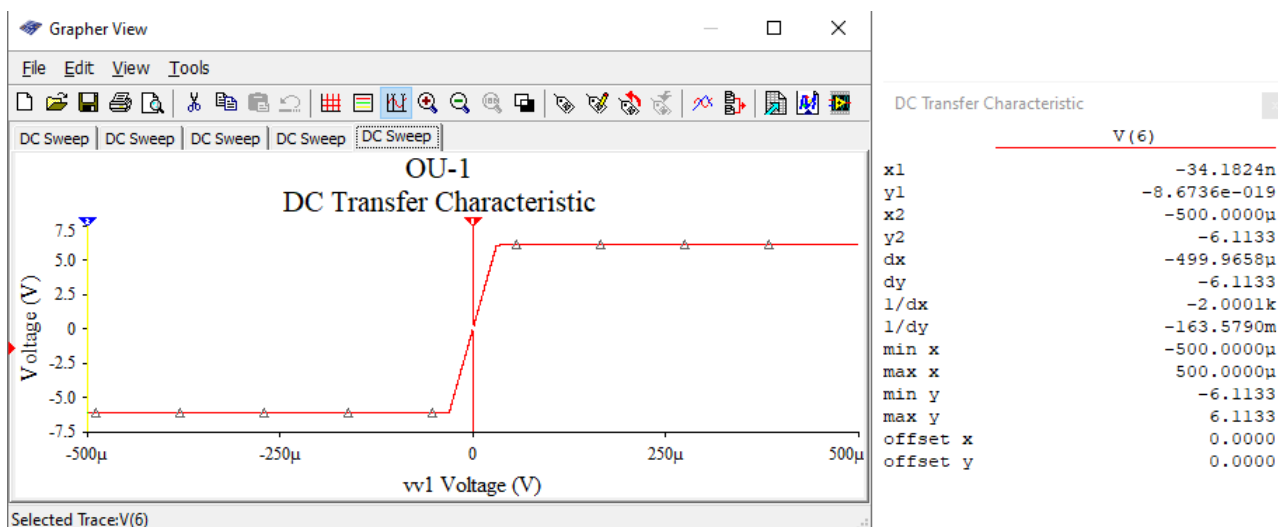 Grapher View
File Edit View Tools
DC Sweep DC Sweep DC Sweep DC Sweep DC Sweep
OU-1
DC Transfer Characteristic
Voltage (V)
7.5
5.0
2.5
0
-2.5
-5.0
-7.5
-500µ -250µ 0 250µ 500µ
vv1 Voltage (V)
Selected Trace:V(6)
DC Transfer Characteristic
V(6)
x1 -34.1824n
y1 -8.6736e-019
x2 -500.0000µ
y2 -6.1133
dx -499.9658µ
dy -6.1133
1/dx -2.0001k
1/dy -163.5790m
min x -500.0000µ
max x 500.0000µ
min y -6.1133
max y 6.1133
offset x 0.0000
offset y 0.0000